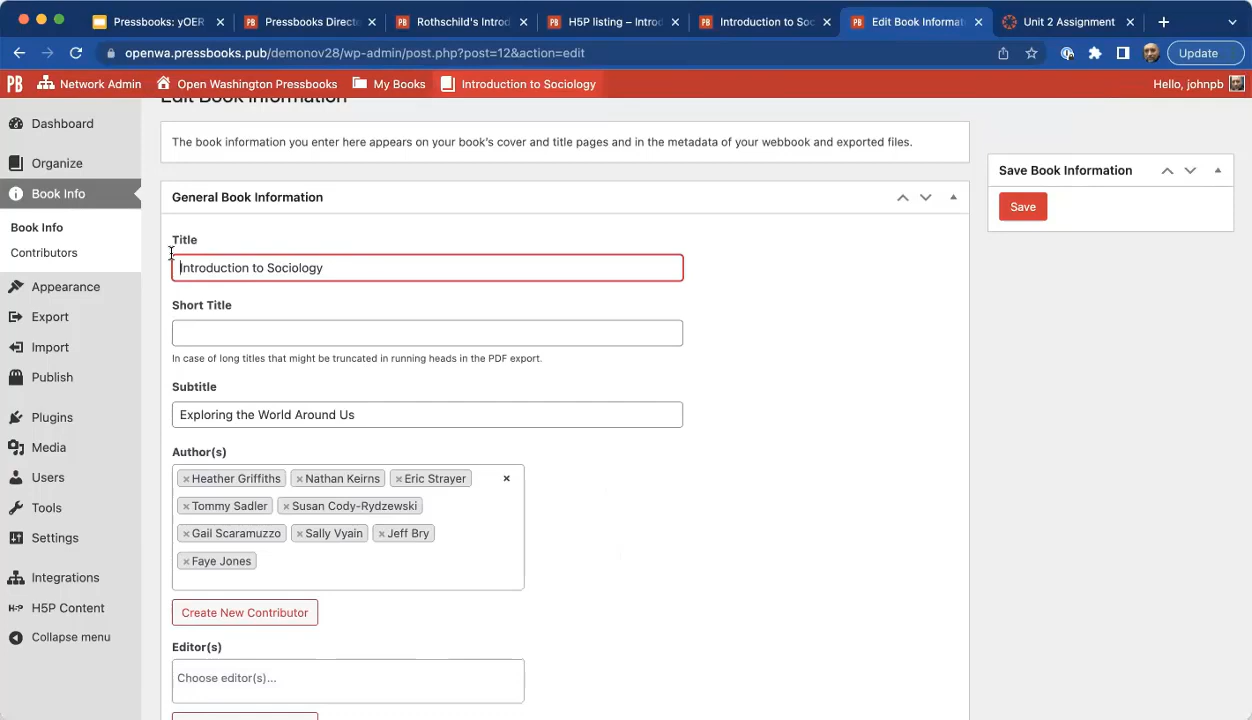 Pressbooks: yOER
Pressbooks Directo
Rothschild's Introd
H5P listing – Introd
Introduction to Soc
Edit Book Informati
Unit 2 Assignment
openwa.pressbooks.pub/demonov28/wp-admin/post.php?post=12&action=edit
Update
Network Admin
Open Washington Pressbooks
My Books
Introduction to Sociology
Hello, johnpb
Dashboard
Organize
Book Info
Book Info
Contributors
Appearance
Export
Import
Publish
Plugins
Media
Users
Tools
Settings
Integrations
H5P Content
Collapse menu
Edit Book Information
The book information you enter here appears on your book's cover and title pages and in the metadata of your webbook and exported files.
General Book Information
Title
Introduction to Sociology
Short Title
In case of long titles that might be truncated in running heads in the PDF export.
Subtitle
Exploring the World Around Us
Author(s)
× Heather Griffiths × Nathan Keirns × Eric Strayer ×
× Tommy Sadler × Susan Cody-Rydzewski
× Gail Scaramuzzo × Sally Vyain × Jeff Bry
× Faye Jones
Create New Contributor
Editor(s)
Choose editor(s)...
Save Book Information
Save